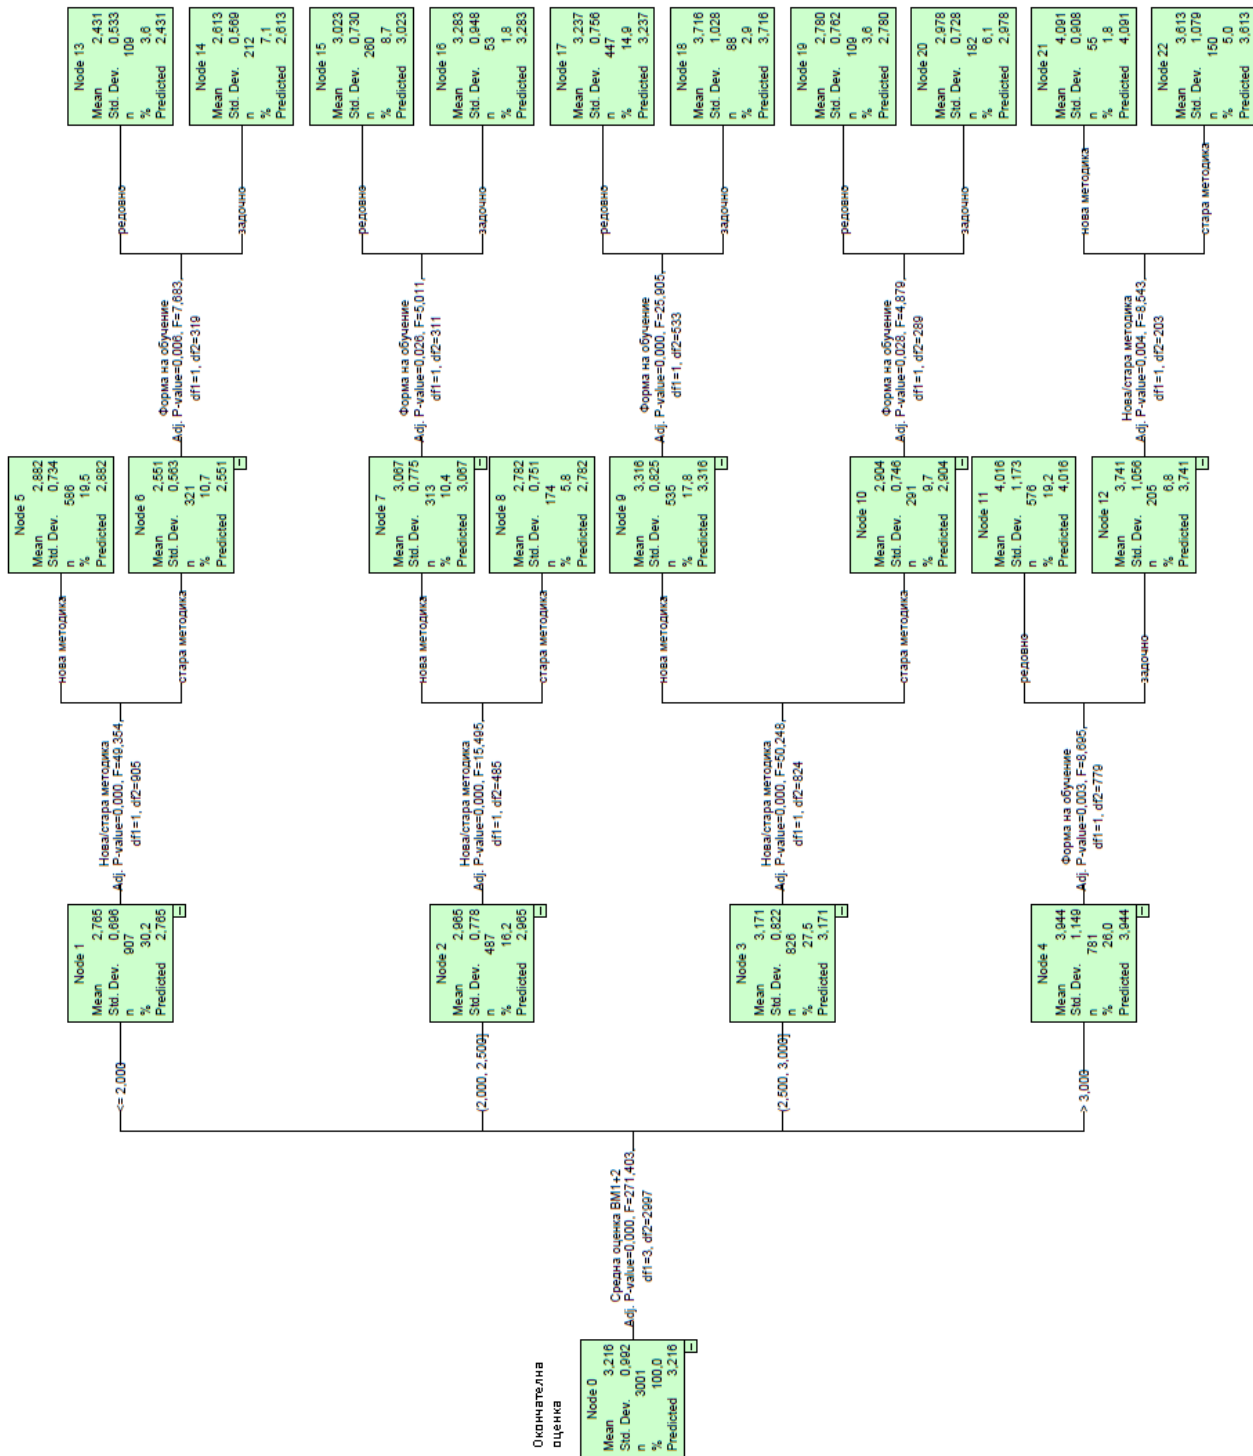 Окончателна
оценка
Node 0
Mean 3,216
Std. Dev. 0,992
n 3001
% 100,0
Predicted 3,216
Средна оценка ВМ1+2
Adj. P-value=0,000, F=271,403,
df1=3, df2=2997
<= 2,000
(2,000, 2,500]
(2,500, 3,000]
> 3,000
Node 1
Mean 2,765
Std. Dev. 0,696
n 907
% 30,2
Predicted 2,765
Node 2
Mean 2,965
Std. Dev. 0,778
n 487
% 16,2
Predicted 2,965
Node 3
Mean 3,171
Std. Dev. 0,822
n 826
% 27,5
Predicted 3,171
Node 4
Mean 3,944
Std. Dev. 1,149
n 781
% 26,0
Predicted 3,944
Нова/стара методика
Adj. P-value=0,000, F=49,354,
df1=1, df2=905
Нова/стара методика
Adj. P-value=0,000, F=15,495,
df1=1, df2=485
Нова/стара методика
Adj. P-value=0,000, F=50,248,
df1=1, df2=824
Форма на обучение
Adj. P-value=0,003, F=8,695,
df1=1, df2=779
нова методика
стара методика
нова методика
стара методика
нова методика
стара методика
редовно
задочно
Node 5
Mean 2,882
Std. Dev. 0,734
n 586
% 19,5
Predicted 2,882
Node 6
Mean 2,551
Std. Dev. 0,563
n 321
% 10,7
Predicted 2,551
Node 7
Mean 3,067
Std. Dev. 0,775
n 313
% 10,4
Predicted 3,067
Node 8
Mean 2,782
Std. Dev. 0,751
n 174
% 5,8
Predicted 2,782
Node 9
Mean 3,316
Std. Dev. 0,825
n 535
% 17,8
Predicted 3,316
Node 10
Mean 2,904
Std. Dev. 0,746
n 291
% 9,7
Predicted 2,904
Node 11
Mean 4,016
Std. Dev. 1,173
n 576
% 19,2
Predicted 4,016
Node 12
Mean 3,741
Std. Dev. 1,056
n 205
% 6,8
Predicted 3,741
Форма на обучение
Adj. P-value=0,006, F=7,683,
df1=1, df2=319
Форма на обучение
Adj. P-value=0,026, F=5,011,
df1=1, df2=311
Форма на обучение
Adj. P-value=0,000, F=25,905,
df1=1, df2=533
Форма на обучение
Adj. P-value=0,028, F=4,879,
df1=1, df2=289
Нова/стара методика
Adj. P-value=0,004, F=8,543,
df1=1, df2=203
редовно
задочно
редовно
задочно
редовно
задочно
редовно
задочно
нова методика
стара методика
Node 13
Mean 2,431
Std. Dev. 0,533
n 109
% 3,6
Predicted 2,431
Node 14
Mean 2,613
Std. Dev. 0,569
n 212
% 7,1
Predicted 2,613
Node 15
Mean 3,023
Std. Dev. 0,730
n 260
% 8,7
Predicted 3,023
Node 16
Mean 3,283
Std. Dev. 0,948
n 53
% 1,8
Predicted 3,283
Node 17
Mean 3,237
Std. Dev. 0,756
n 447
% 14,9
Predicted 3,237
Node 18
Mean 3,716
Std. Dev. 1,028
n 88
% 2,9
Predicted 3,716
Node 19
Mean 2,780
Std. Dev. 0,762
n 109
% 3,6
Predicted 2,780
Node 20
Mean 2,978
Std. Dev. 0,728
n 182
% 6,1
Predicted 2,978
Node 21
Mean 4,091
Std. Dev. 0,908
n 55
% 1,8
Predicted 4,091
Node 22
Mean 3,613
Std. Dev. 1,079
n 150
% 5,0
Predicted 3,613